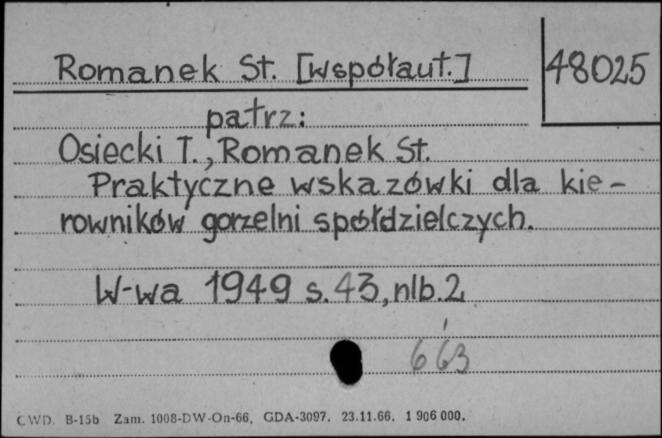 Romanek St. [współaut.]
48025
patrz:
Osiecki T., Romanek St.
Praktyczne wskazówki dla kie-
rowników gorzelni spółdzielczych.
W-wa 1949 s. 43, nlb. 2
663
CWD. B-15b Zam. 1008-DW-On-66, GDA-3097. 23.11.66. 1 906 000.